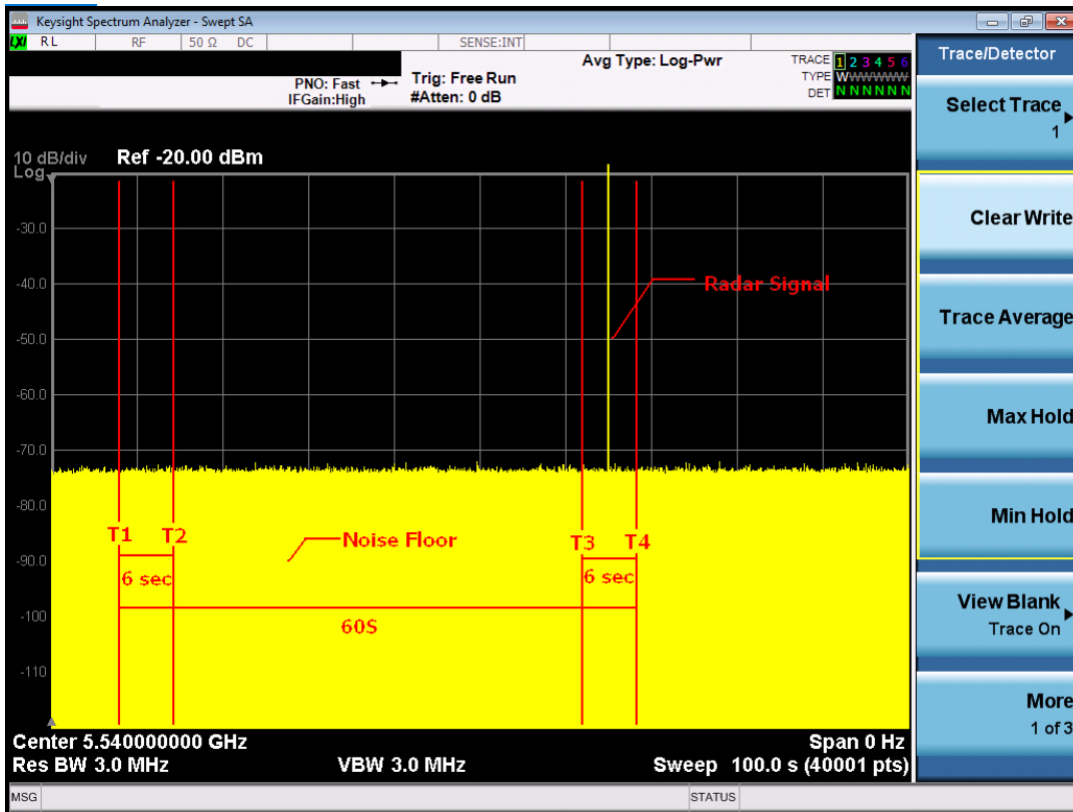 Keysight Spectrum Analyzer - Swept SA
LXI RL RF 50 Ω DC SENSE:INT
Avg Type: Log-Pwr
TRACE 1 2 3 4 5 6
PNO: Fast Trig: Free Run
TYPE WWWWWW
IFGain:High #Atten: 0 dB
DET N N N N N N
10 dB/div Ref -20.00 dBm
Log
-30.0
-40.0
Radar Signal
-50.0
-60.0
-70.0
-80.0
T1 T2 Noise Floor T3 T4
-90.0
6 sec 6 sec
-100
60S
-110
Center 5.540000000 GHz Span 0 Hz
Res BW 3.0 MHz VBW 3.0 MHz Sweep 100.0 s (40001 pts)
MSG STATUS
Trace/Detector
Select Trace
1
Clear Write
Trace Average
Max Hold
Min Hold
View Blank
Trace On
More
1 of 3